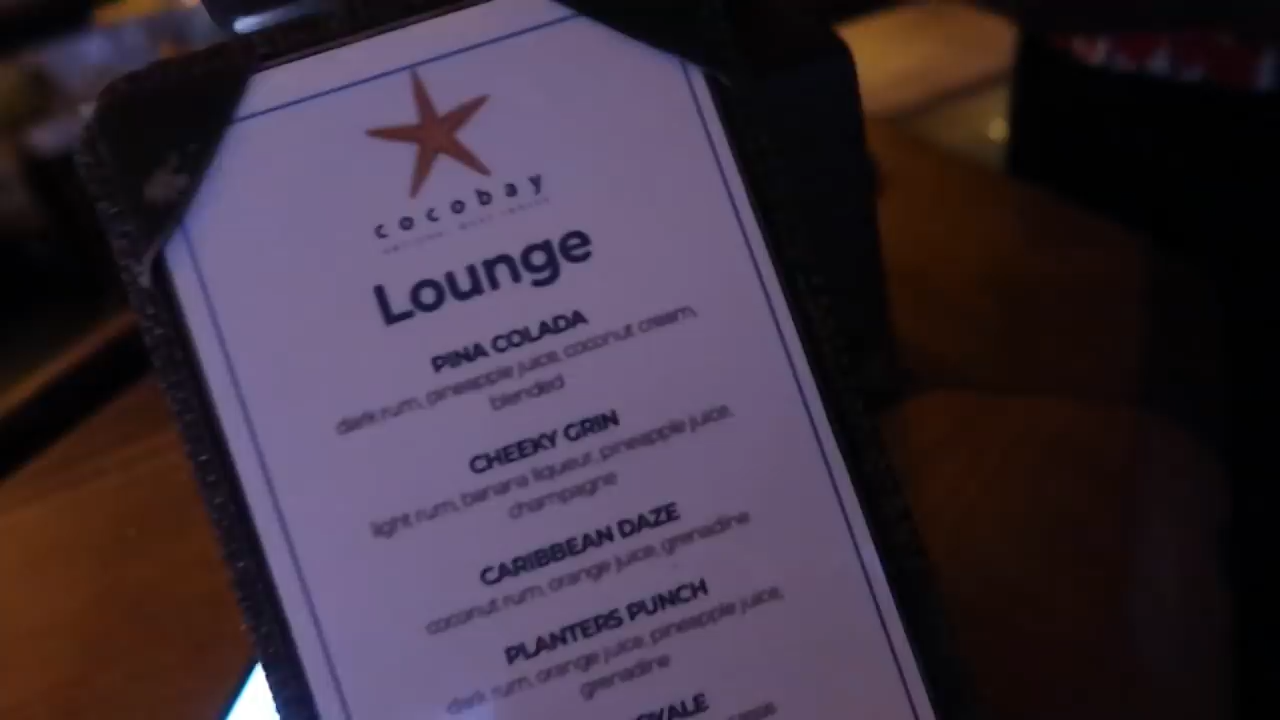 cocobay
Lounge
PINA COLADA
dark rum, pineapple juice, coconut cream,
blended
CHEEKY GRIN
light rum, banana liqueur, pineapple juice,
champagne
CARIBBEAN DAZE
coconut rum, orange juice, grenadine
PLANTERS PUNCH
dark rum, orange juice, pineapple juice,
grenadine